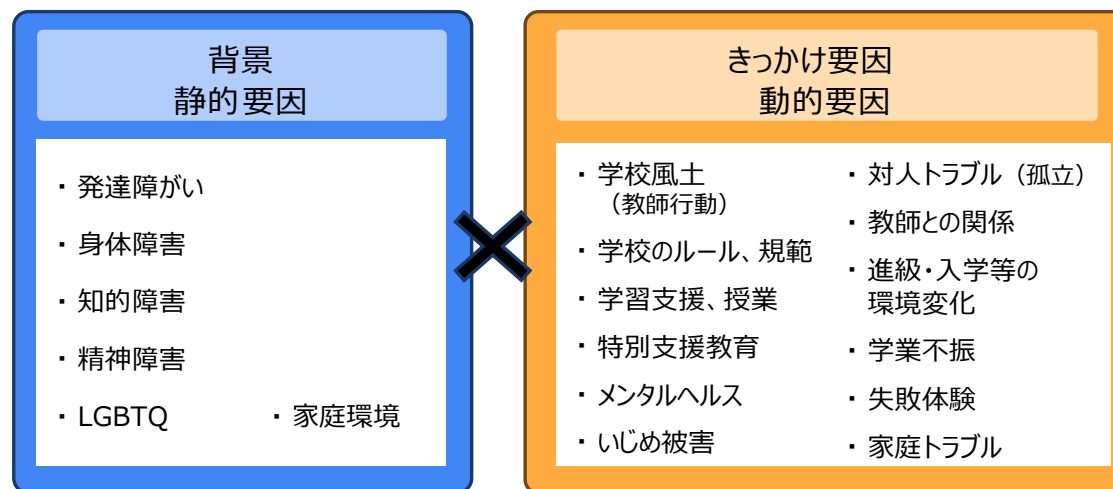 背景
静的要因
・ 発達障がい
・ 身体障害
・ 知的障害
・ 精神障害
・ LGBTQ
・ 家庭環境
きっかけ要因
動的要因
・ 学校風土
（教師行動）
・ 学校のルール、規範
・ 学習支援、授業
・ 特別支援教育
・ メンタルヘルス
・ いじめ被害
・ 対人トラブル（孤立）
・ 教師との関係
・ 進級・入学等の
環境変化
・ 学業不振
・ 失敗体験
・ 家庭トラブル